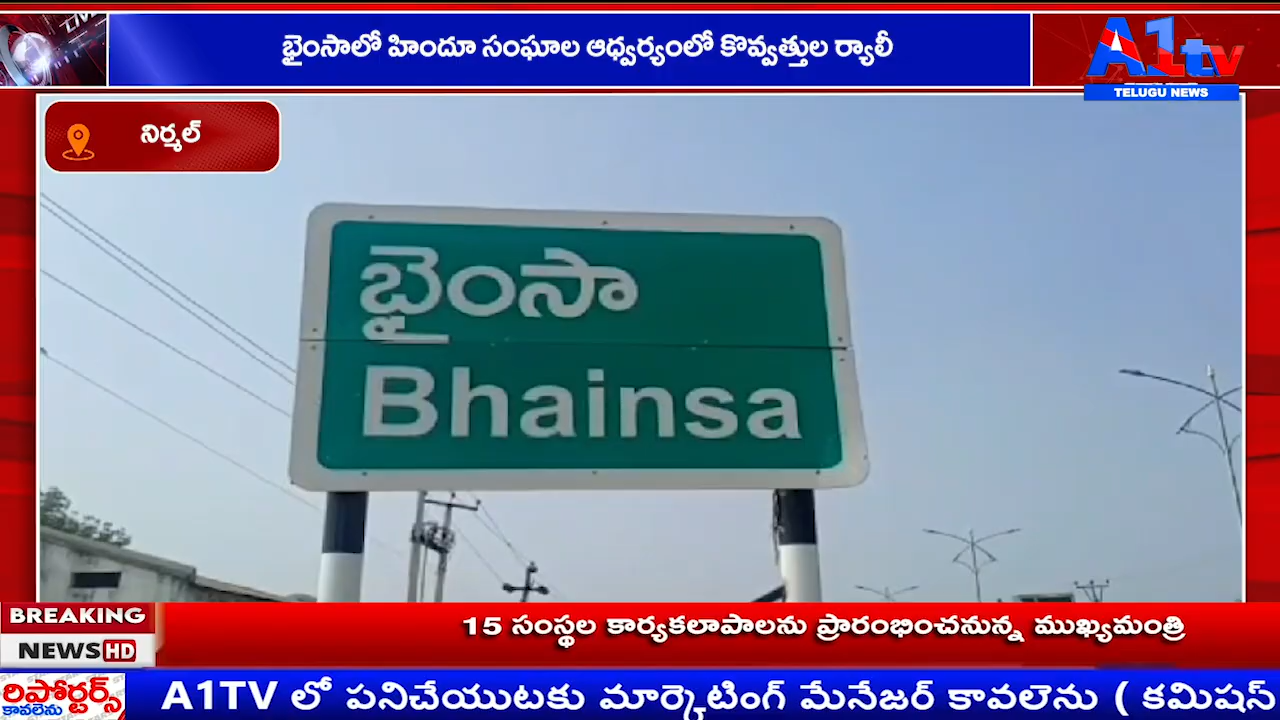 భైంసాలో హిందూ సంఘాల ఆధ్వర్యంలో కొవ్వత్తుల ర్యాలీ
A1tv
TELUGU NEWS
నిర్మల్
భైంసా
Bhainsa
BREAKING
NEWS HD
15 సంస్థల కార్యకలాపాలను ప్రారంభించనున్న ముఖ్యమంత్రి
రిపోర్టర్స్
కావలెను
A1TV లో పనిచేయుటకు మార్కెటింగ్ మేనేజర్ కావలెను ( కమిషన్